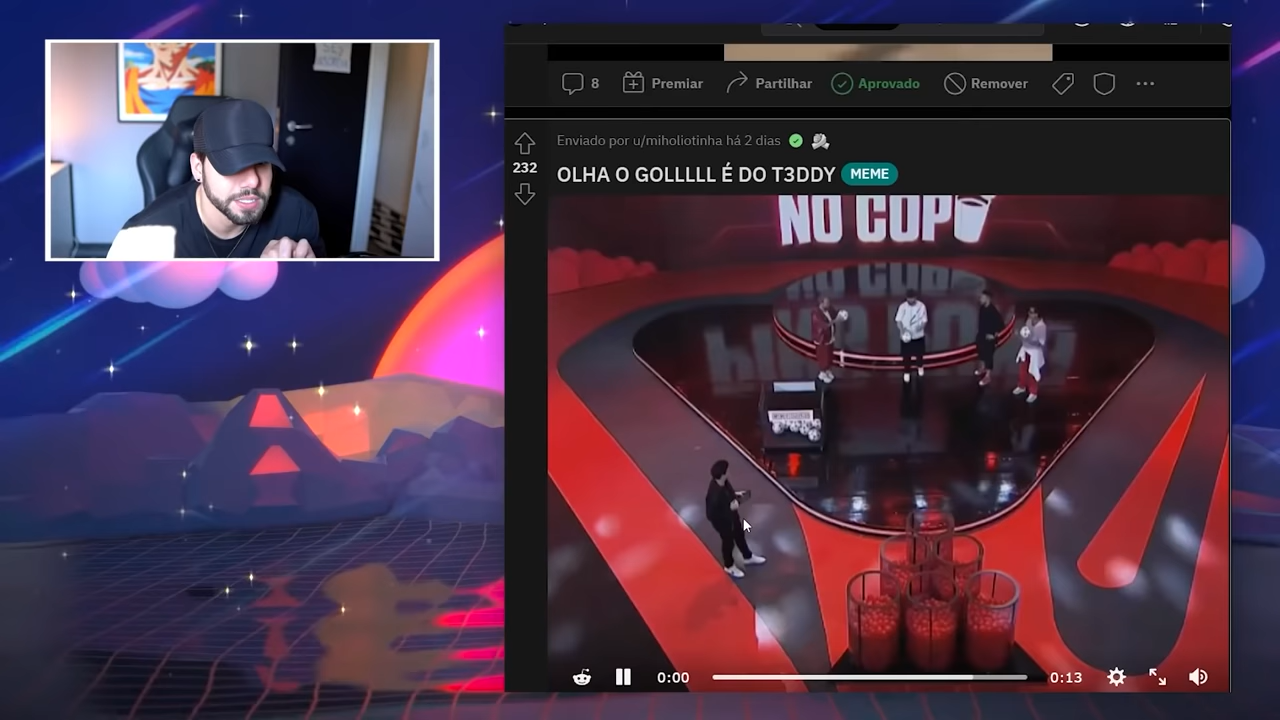 8 Premiar Partilhar Aprovado Remover
Enviado por u/miholiotinha há 2 dias
232
OLHA O GOLLLLL É DO T3DDY MEME
NO COPO
0:00 0:13